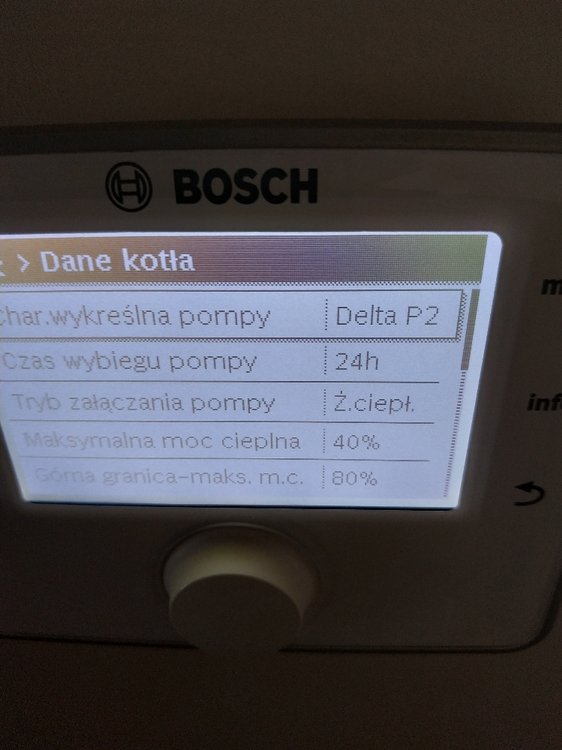 BOSCH
> Dane kotła
Char.wykreślna pompy Delta P2
Czas wybiegu pompy 24h
Tryb załączania pompy Ż.ciepł.
Maksymalna moc cieplna 40%
Górna granica-maks. m.c. 80%
inf